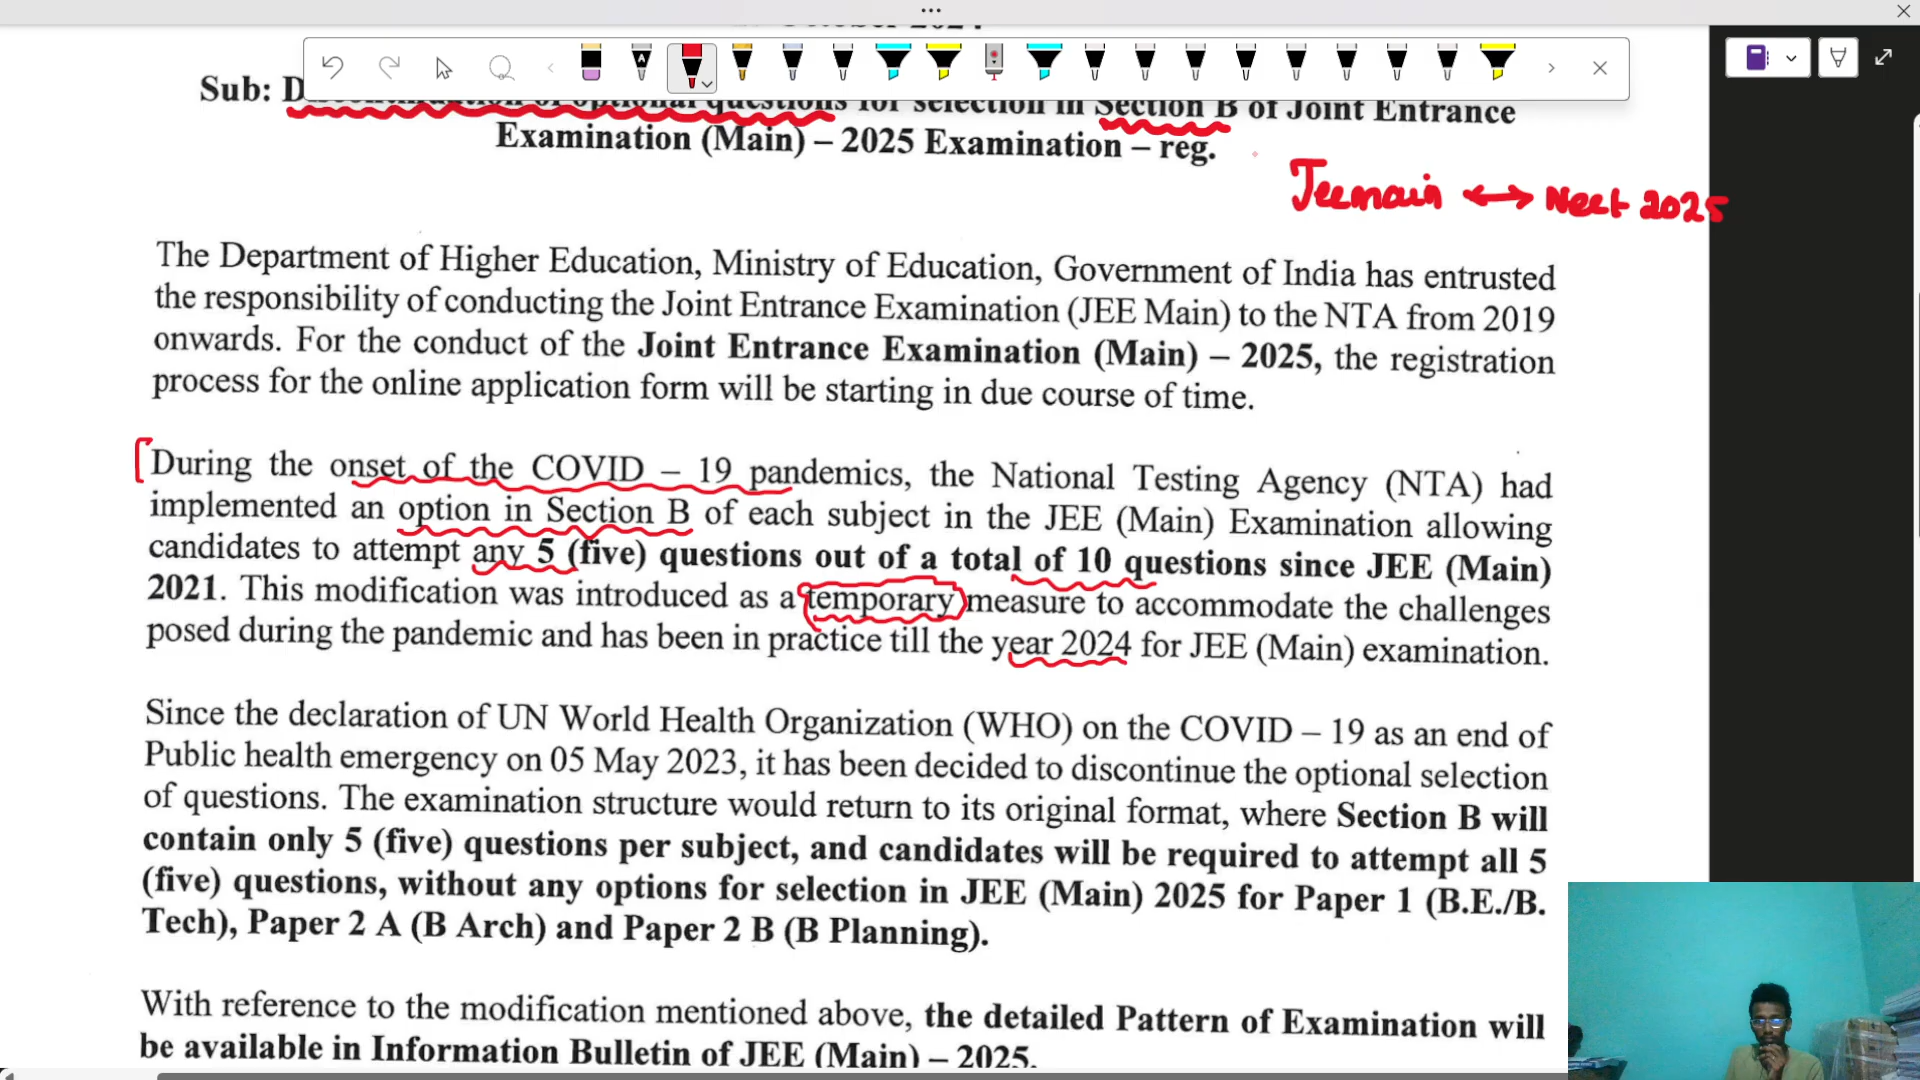 Sub: D
questions for selection in Section B of Joint Entrance
Examination (Main) – 2025 Examination – reg.
Jeemain ↔ Neet 2025
The Department of Higher Education, Ministry of Education, Government of India has entrusted
the responsibility of conducting the Joint Entrance Examination (JEE Main) to the NTA from 2019
onwards. For the conduct of the Joint Entrance Examination (Main) – 2025, the registration
process for the online application form will be starting in due course of time.
During the onset of the COVID – 19 pandemics, the National Testing Agency (NTA) had
implemented an option in Section B of each subject in the JEE (Main) Examination allowing
candidates to attempt any 5 (five) questions out of a total of 10 questions since JEE (Main)
2021. This modification was introduced as a temporary measure to accommodate the challenges
posed during the pandemic and has been in practice till the year 2024 for JEE (Main) examination.
Since the declaration of UN World Health Organization (WHO) on the COVID – 19 as an end of
Public health emergency on 05 May 2023, it has been decided to discontinue the optional selection
of questions. The examination structure would return to its original format, where Section B will
contain only 5 (five) questions per subject, and candidates will be required to attempt all 5
(five) questions, without any options for selection in JEE (Main) 2025 for Paper 1 (B.E./B.
Tech), Paper 2 A (B Arch) and Paper 2 B (B Planning).
With reference to the modification mentioned above, the detailed Pattern of Examination will
be available in Information Bulletin of JEE (Main) – 2025.